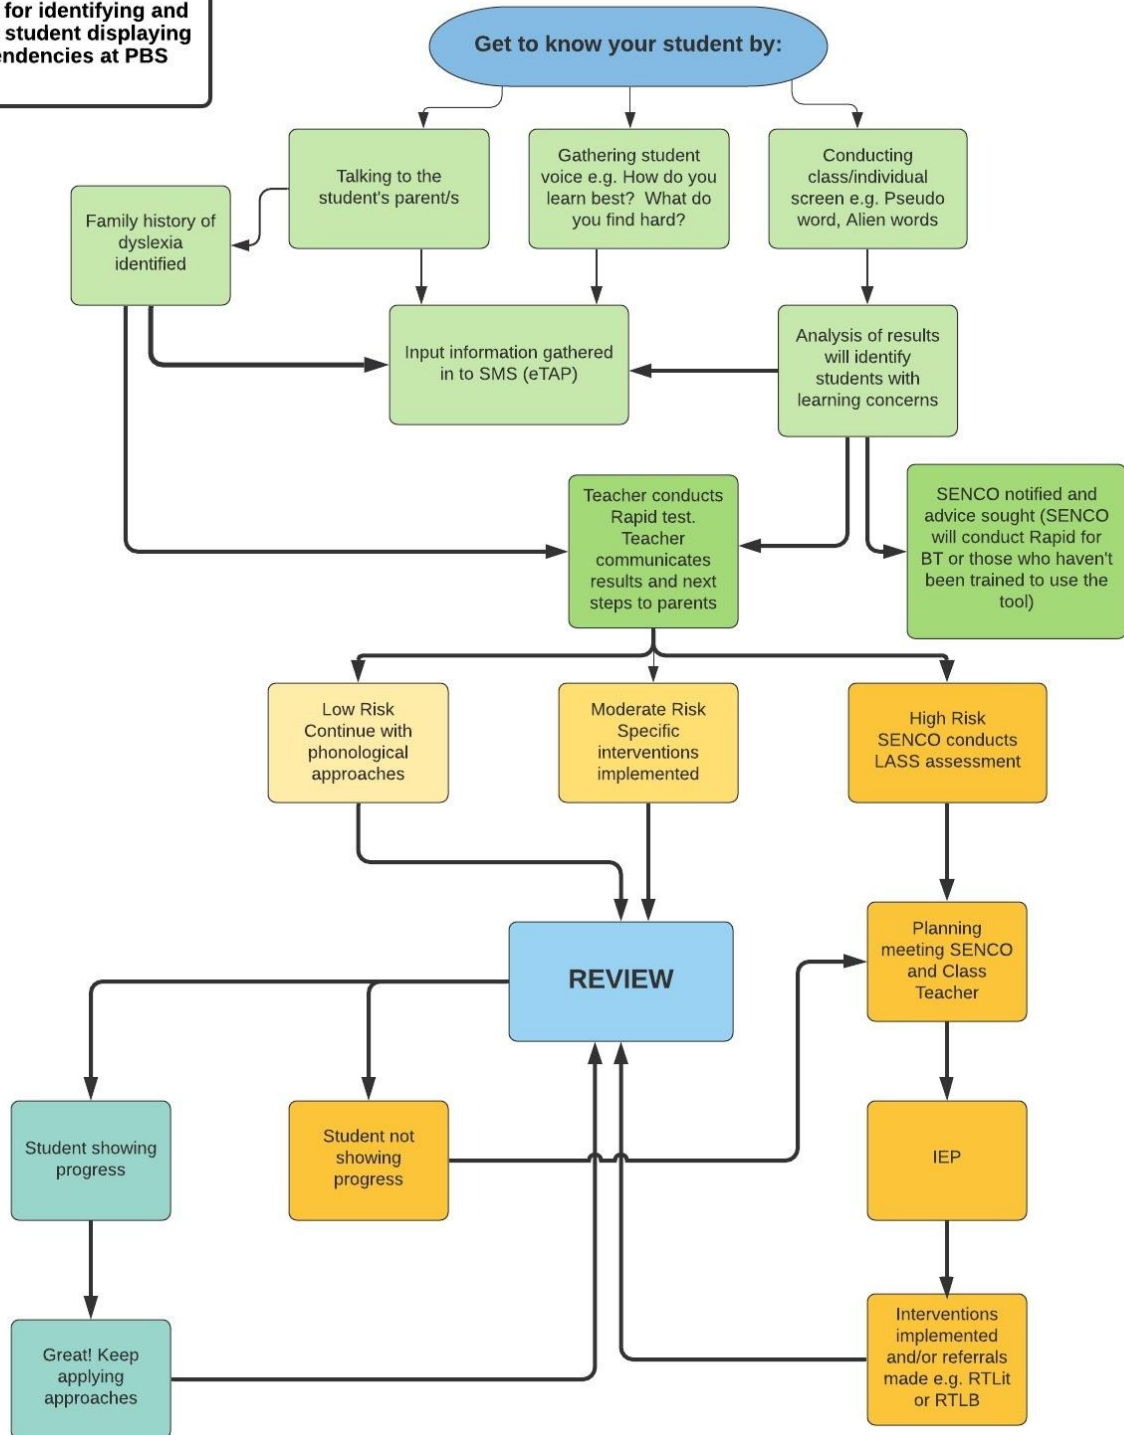 for identifying and
student displaying
endencies at PBS
Get to know your student by:
Talking to the
student's parent/s
Gathering student
voice e.g. How do you
learn best?  What do
you find hard?
Conducting
class/individual
screen e.g. Pseudo
word, Alien words
Family history of
dyslexia
identified
Input information gathered
in to SMS (eTAP)
Analysis of results
will identify
students with
learning concerns
Teacher conducts
Rapid test.
Teacher
communicates
results and next
steps to parents
SENCO notified and
advice sought (SENCO
will conduct Rapid for
BT or those who haven't
been trained to use the
tool)
Low Risk
Continue with
phonological
approaches
Moderate Risk
Specific
interventions
implemented
High Risk
SENCO conducts
LASS assessment
REVIEW
Planning
meeting SENCO
and Class
Teacher
Student showing
progress
Student not
showing
progress
IEP
Great! Keep
applying
approaches
Interventions
implemented
and/or referrals
made e.g. RTLit
or RTLB